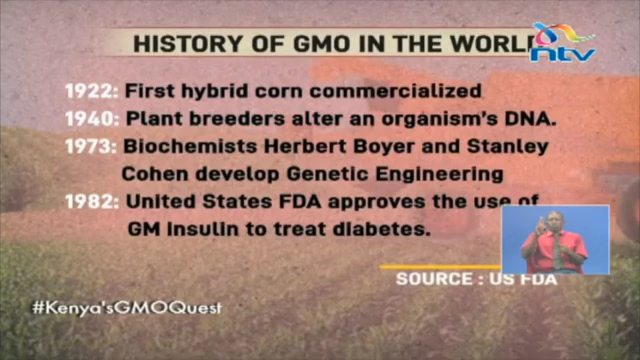 HISTORY OF GMO IN THE WORLD
ntv
1922: First hybrid corn commercialized
1940: Plant breeders alter an organism's DNA.
1973: Biochemists Herbert Boyer and Stanley
Cohen develop Genetic Engineering
1982: United States FDA approves the use of
GM insulin to treat diabetes.
SOURCE : US FDA
#Kenya'sGMOQuest